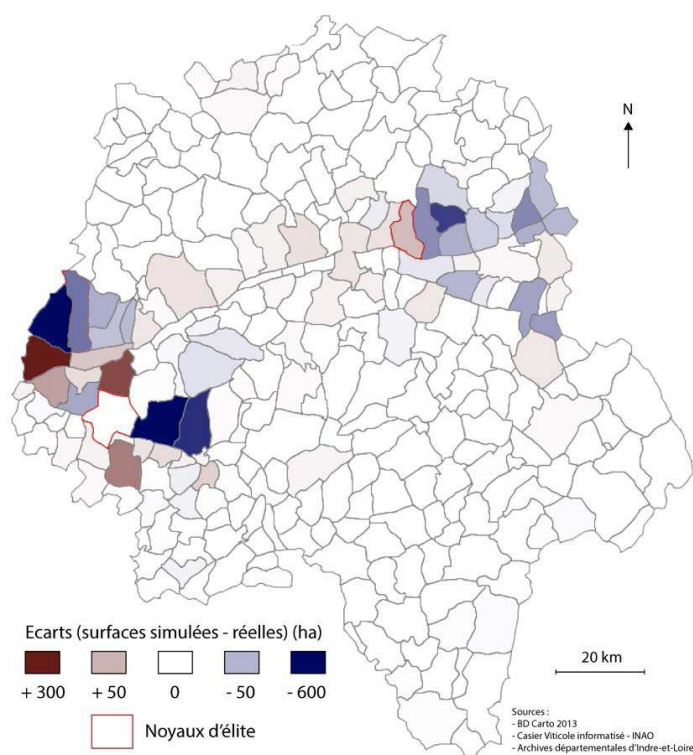 N
Ecarts (surfaces simulées - réelles) (ha)
+ 300 + 50 0 - 50 - 600
Noyaux d'élite
20 km
Sources :
- BD Carto 2013
- Casier Viticole informatisé - INAO
- Archives départementales d'Indre-et-Loire